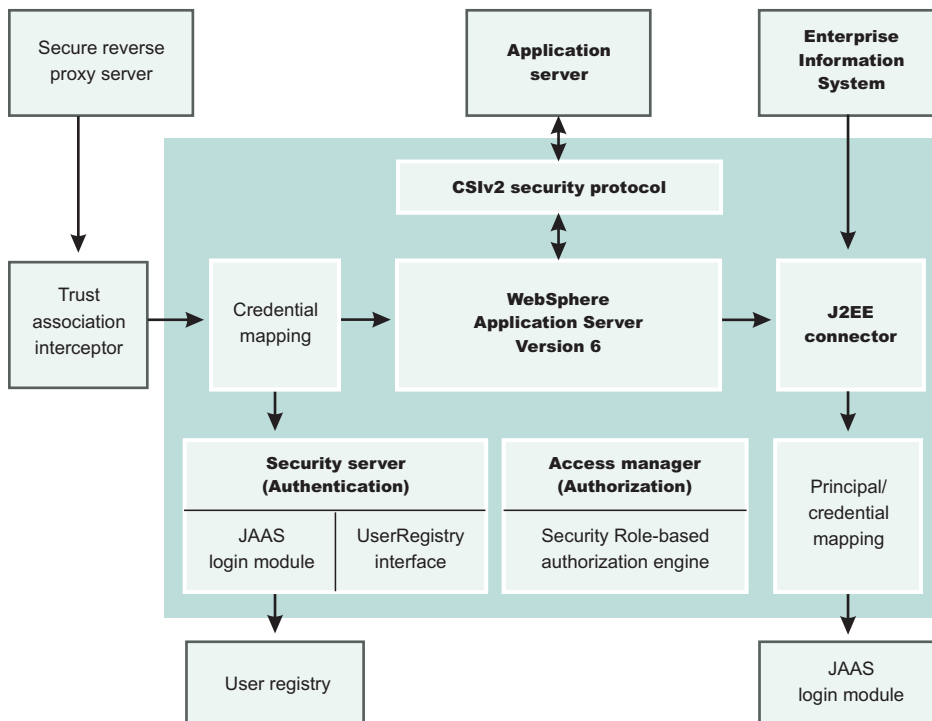 Secure reverse
proxy server
Application
server
Enterprise
Information
System
CSIv2 security protocol
Trust
association
interceptor
Credential
mapping
WebSphere
Application Server
Version 6
J2EE
connector
Security server
(Authentication)
JAAS
login module
UserRegistry
interface
Access manager
(Authorization)
Security Role-based
authorization engine
Principal/
credential
mapping
User registry
JAAS
login module